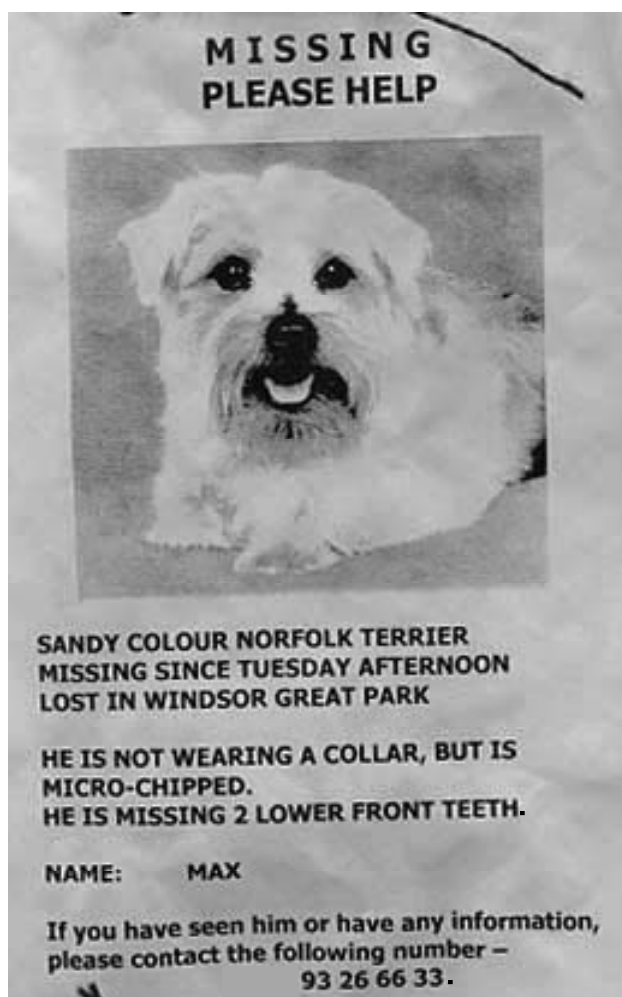 MISSING
PLEASE HELP
SANDY COLOUR NORFOLK TERRIER
MISSING SINCE TUESDAY AFTERNOON
LOST IN WINDSOR GREAT PARK
HE IS NOT WEARING A COLLAR, BUT IS
MICRO-CHIPPED.
HE IS MISSING 2 LOWER FRONT TEETH.
NAME: MAX
If you have seen him or have any information,
please contact the following number –
93 26 66 33.